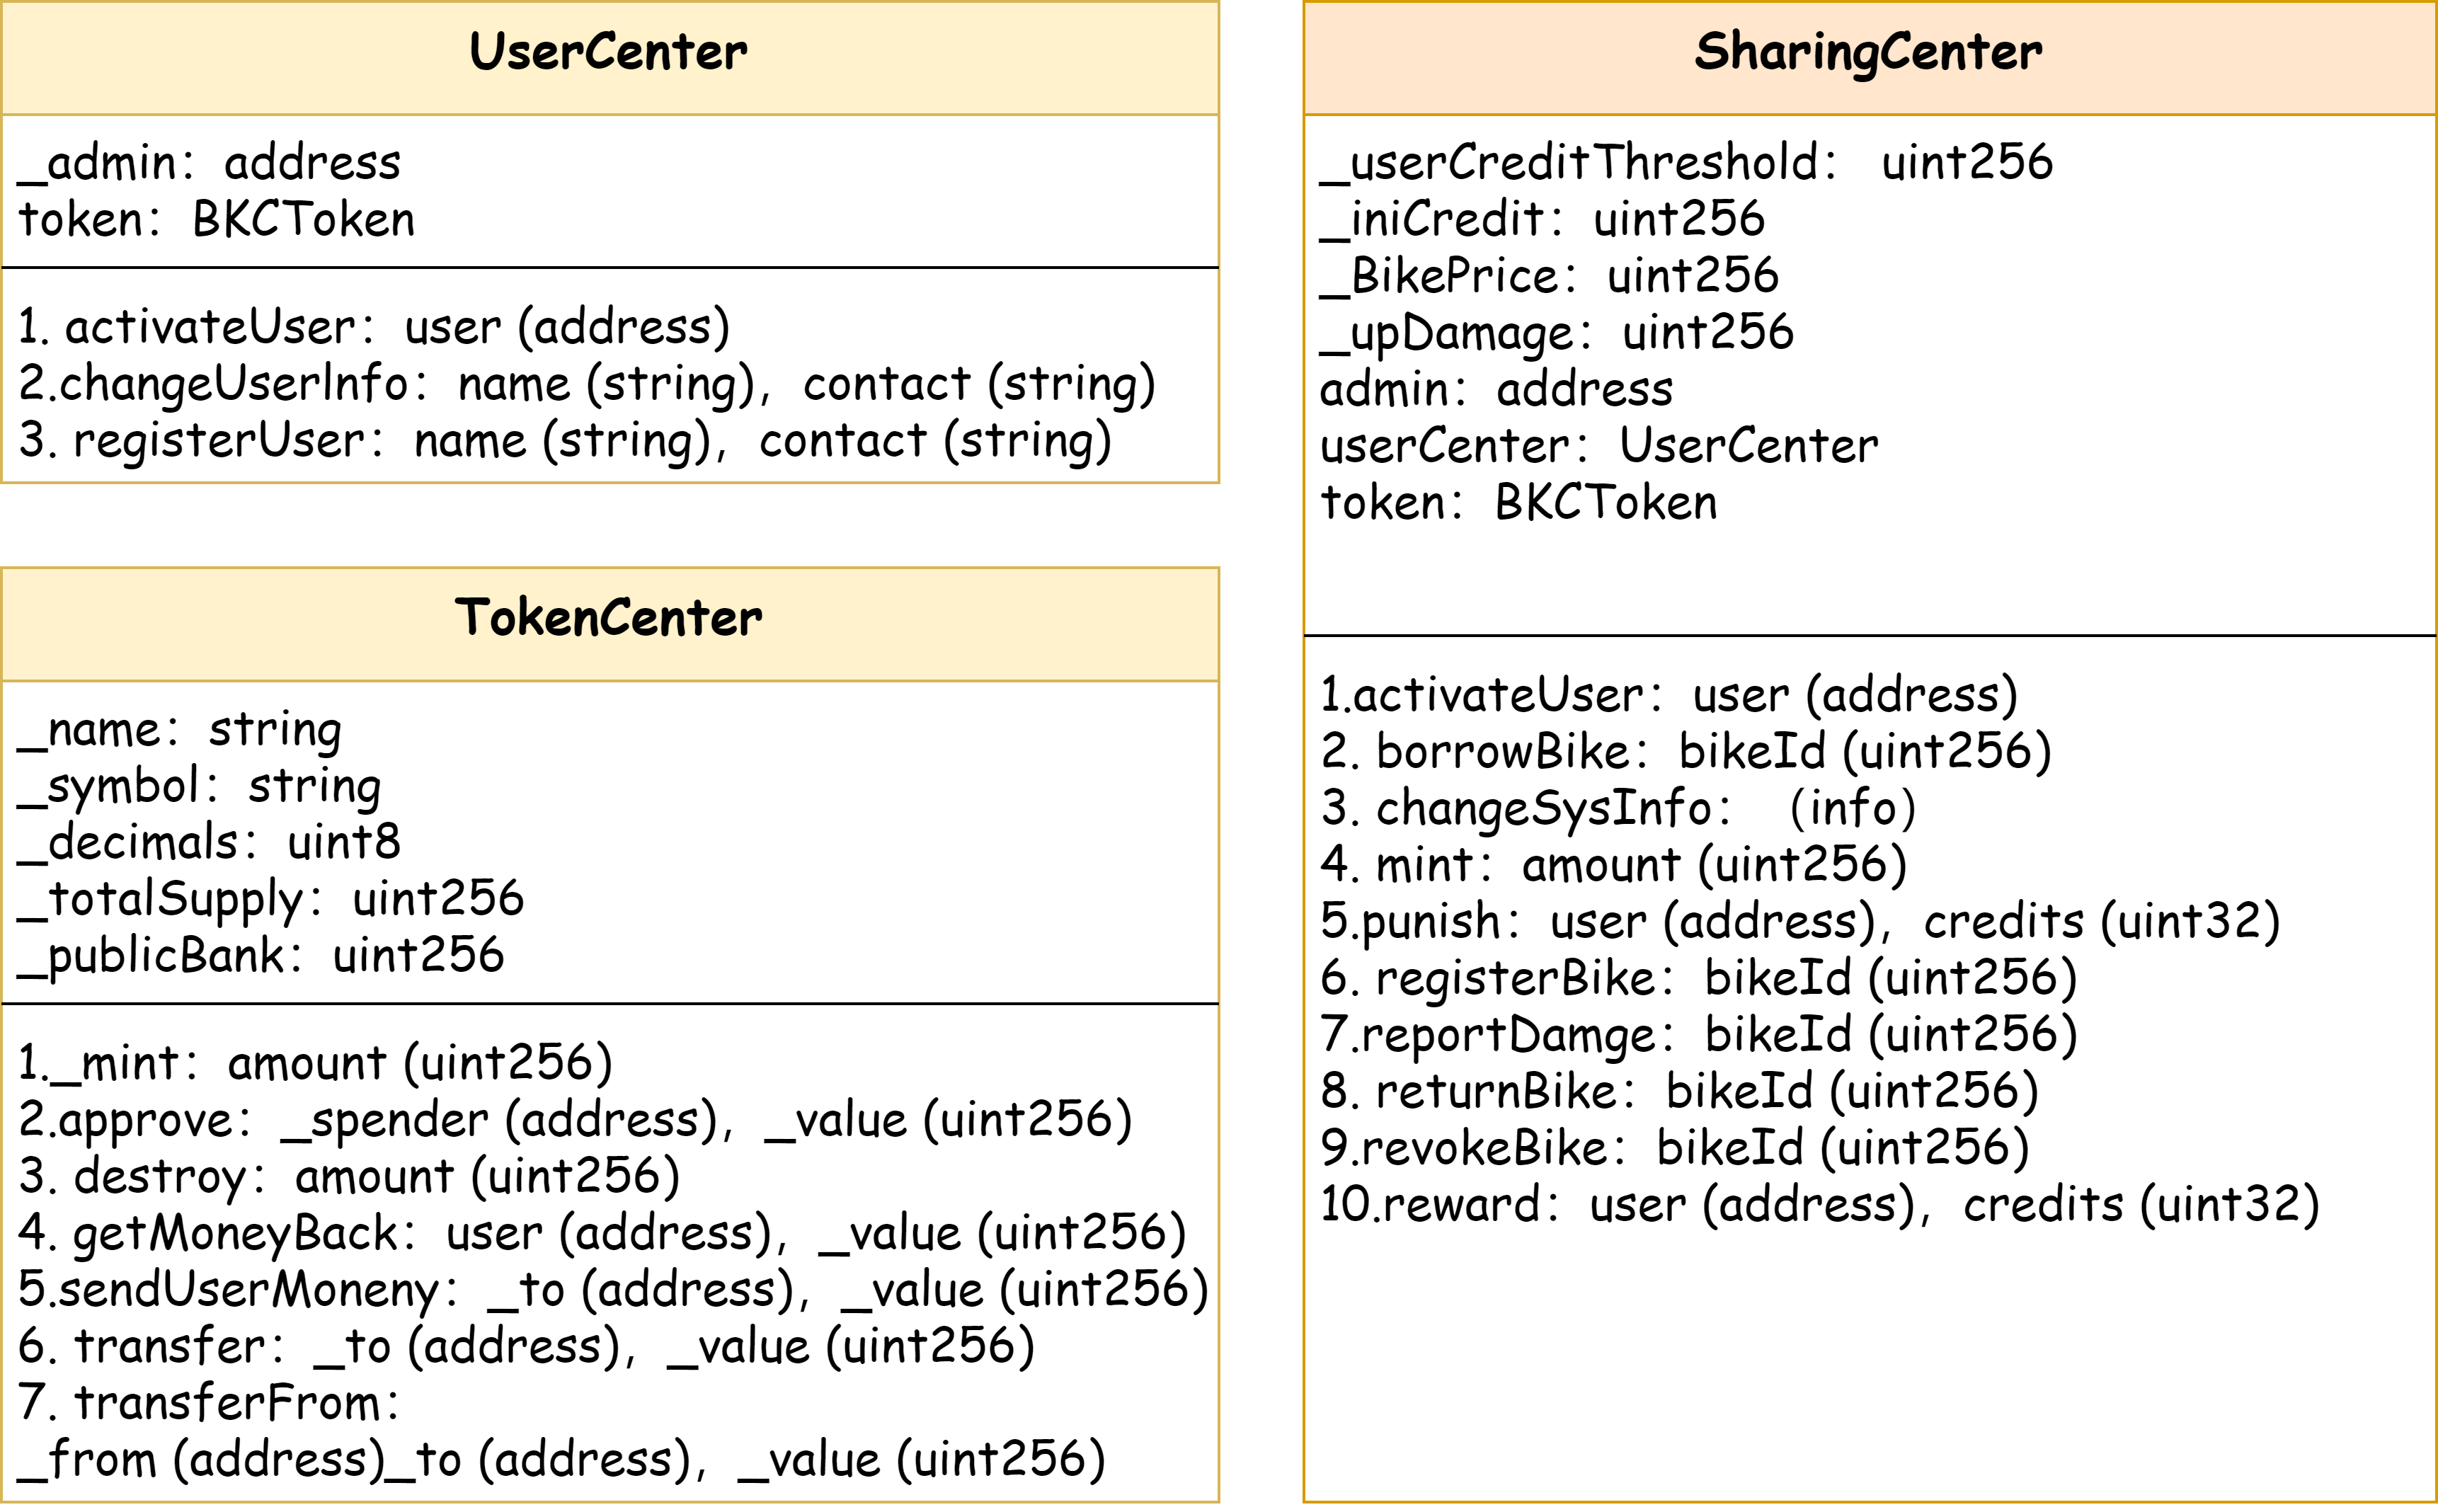 UserCenter
_admin: address
token: BKCToken
1. activateUser: user (address)
2.changeUserInfo: name (string), contact (string)
3. registerUser: name (string), contact (string)
TokenCenter
_name: string
_symbol: string
_decimals: uint8
_totalSupply: uint256
_publicBank: uint256
1._mint: amount (uint256)
2.approve: _spender (address), _value (uint256)
3. destroy: amount (uint256)
4. getMoneyBack: user (address), _value (uint256)
5.sendUserMoneny: _to (address), _value (uint256)
6. transfer: _to (address), _value (uint256)
7. transferFrom:
_from (address)_to (address), _value (uint256)
SharingCenter
_userCreditThreshold: uint256
_iniCredit: uint256
_BikePrice: uint256
_upDamage: uint256
admin: address
userCenter: UserCenter
token: BKCToken
1.activateUser: user (address)
2. borrowBike: bikeId (uint256)
3. changeSysInfo: (info)
4. mint: amount (uint256)
5.punish: user (address), credits (uint32)
6. registerBike: bikeId (uint256)
7.reportDamge: bikeId (uint256)
8. returnBike: bikeId (uint256)
9.revokeBike: bikeId (uint256)
10.reward: user (address), credits (uint32)